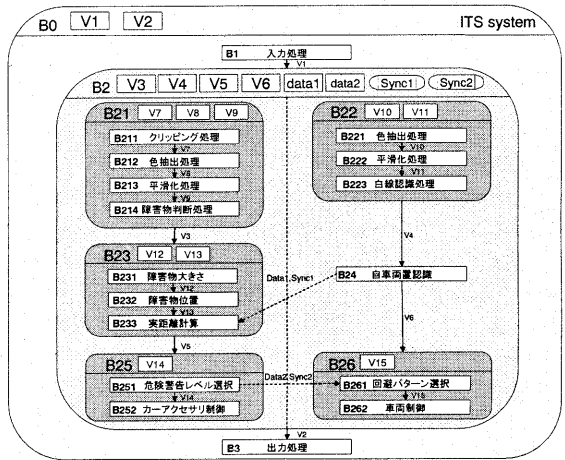 B0 V1 V2 ITS system
B1 入力処理
V1
B2 V3 V4 V5 V6 data1 data2 Sync1 Sync2
B21 V7 V8 V9
B211 クリッピング処理
V7
B212 色抽出処理
V8
B213 平滑化処理
V9
B214 障害物判断処理
B22 V10 V11
B221 色抽出処理
V10
B222 平滑化処理
V11
B223 白線認識処理
V3
V4
B23 V12 V13
B231 障害物大きさ
V12
B232 障害物位置
V13
B233 実距離計算
Data1,Sync1
B24 自車両置認識
V5
V6
B25 V14
B251 危険警告レベル選択
V14
B252 カーアクセサリ制御
Data2,Sync2
B26 V15
B261 回避パターン選択
V15
B262 車両制御
V2
B3 出力処理